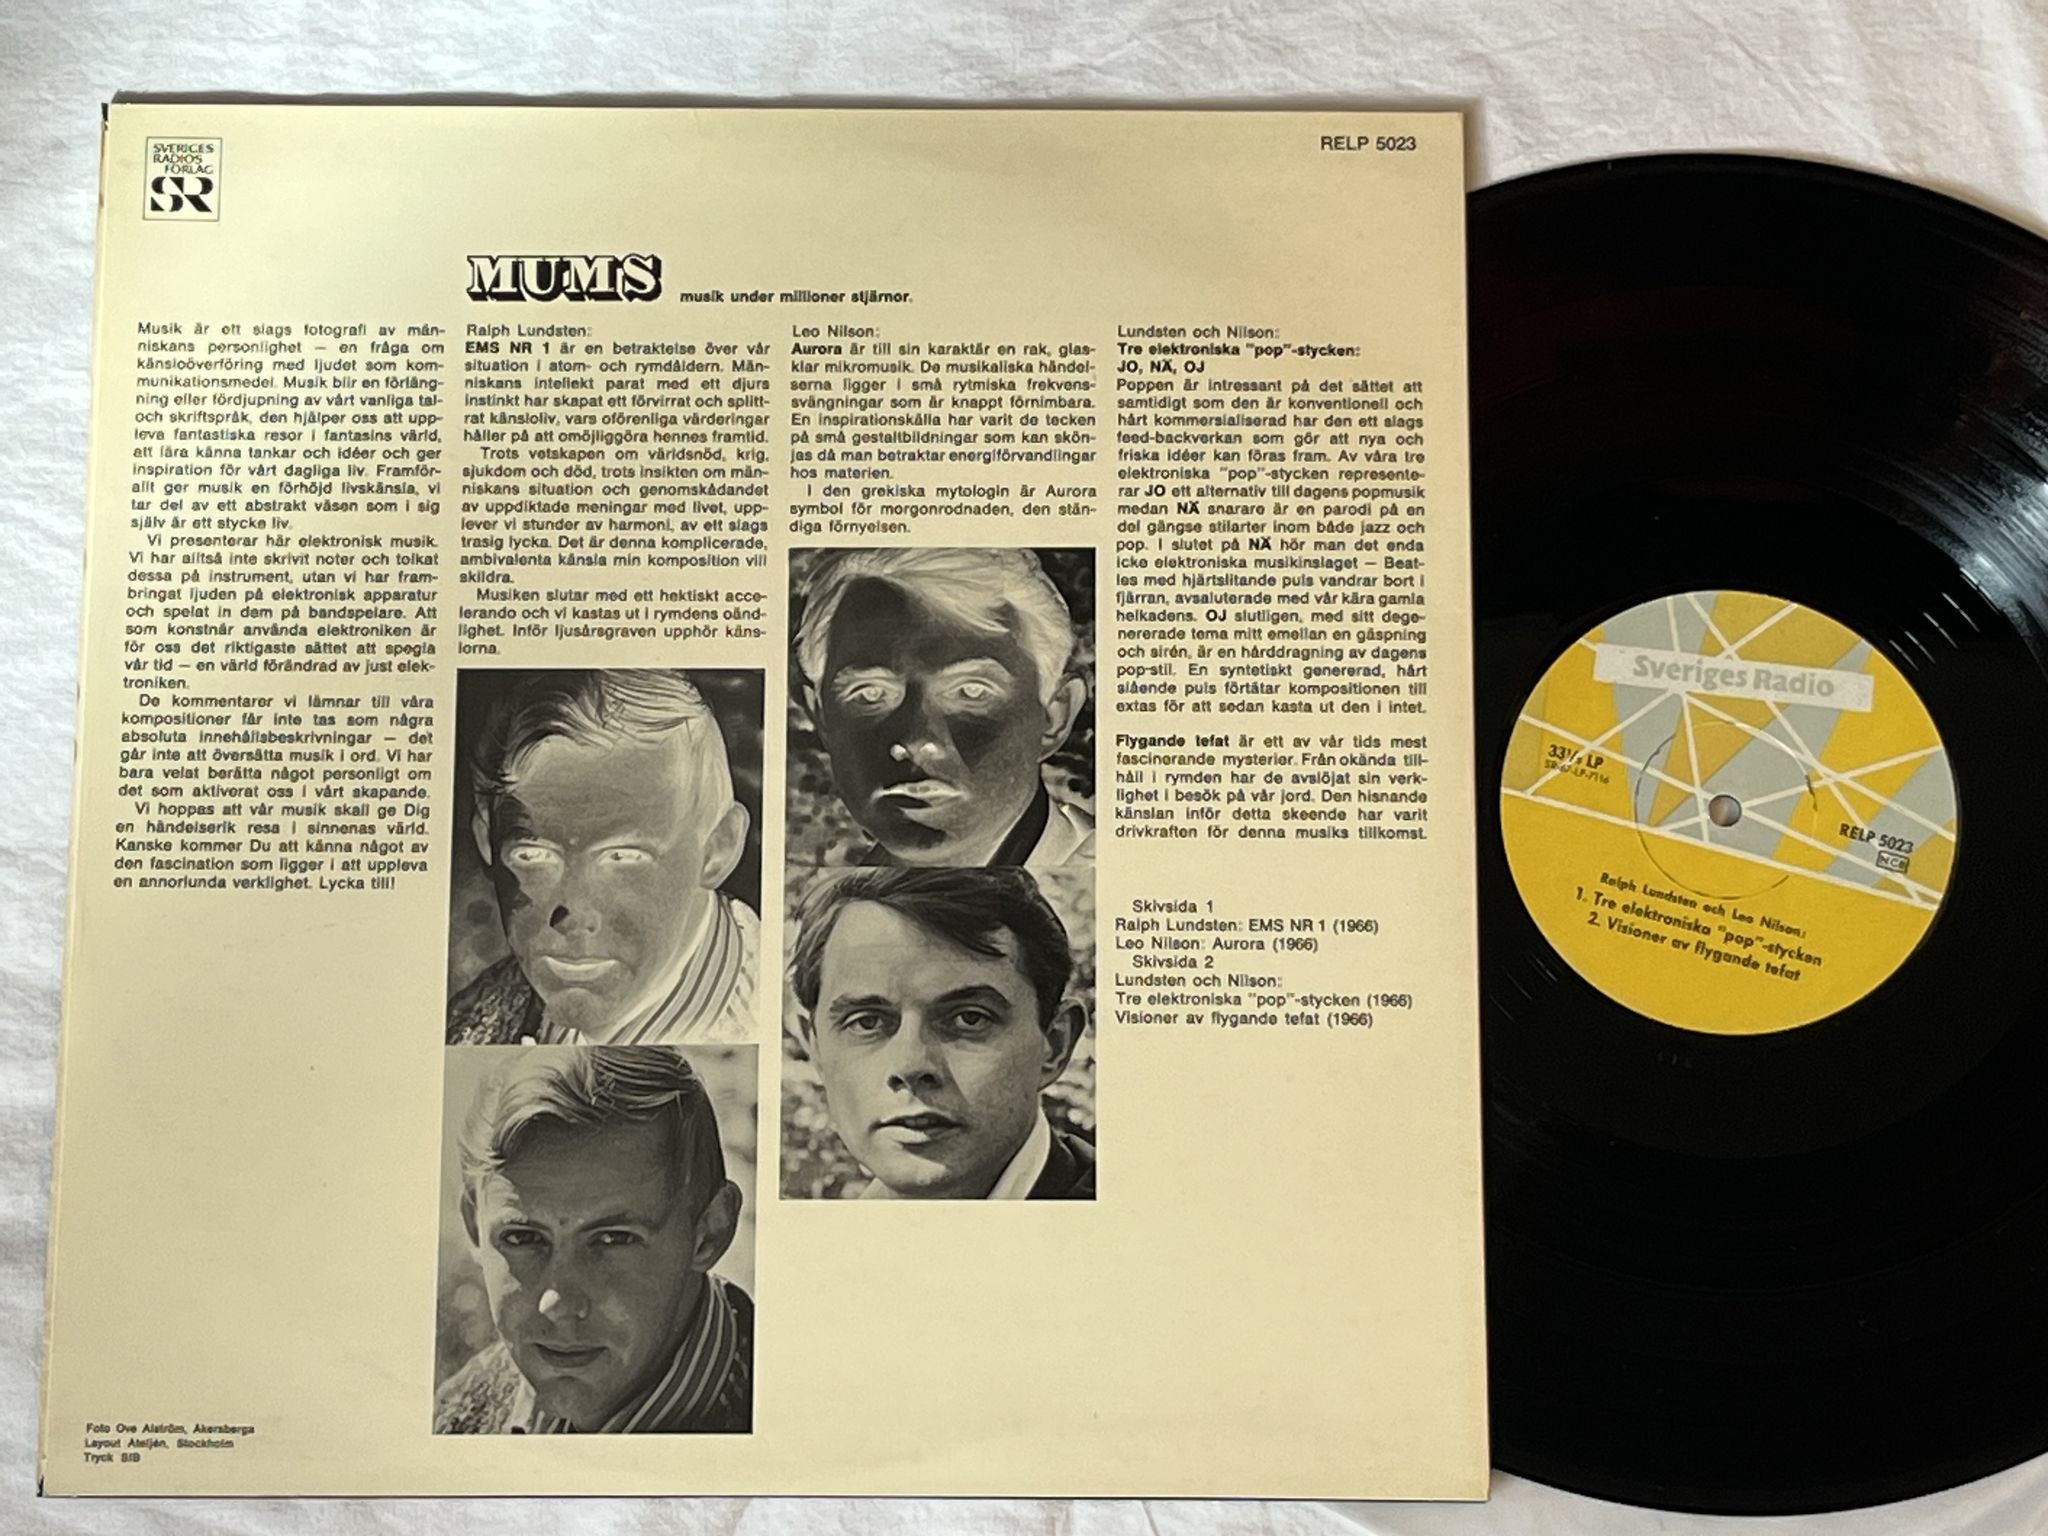 SVERIGES
RADIOS
FÖRLAG
SR
RELP 5023
MUMS
musik under millioner stjärnor.
Musik är ett slags fotografi av män-
niskans personlighet — en fråga om
känsloöverföring med ljudet som kom-
munikationsmedel. Musik blir en förläng-
ning eller fördjupning av vårt vanliga tal-
och skriftspråk, den hjälper oss att upp-
leva fantastiska resor i fantasins värld,
att lära känna tankar och idéer och ger
inspiration för vårt dagliga liv. Framför-
allt ger musik en förhöjd livskänsla, vi
tar del av ett abstrakt väsen som i sig
själv är ett stycke liv.
Vi presenterar här elektronisk musik.
Vi har alltså inte skrivit noter och tolkat
dessa på instrument, utan vi har fram-
bringat ljuden på elektronisk apparatur
och spelat in dem på bandspelare. Att
som konstnär använda elektroniken är
för oss det riktigaste sättet att spegla
vår tid — en värld förändrad av just elek-
troniken.
De kommentarer vi lämnar till våra
kompositioner får inte tas som några
absoluta innehållsbeskrivningar — det
går inte att översätta musik i ord. Vi har
bara velat berätta något personligt om
det som aktiverat oss i vårt skapande.
Vi hoppas att vår musik skall ge Dig
en händelserik resa i sinnenas värld.
Kanske kommer Du att känna något av
den fascination som ligger i att uppleva
en annorlunda verklighet. Lycka till!
Ralph Lundsten:
EMS NR 1 är en betraktelse över vår
situation i atom- och rymdåldern. Män-
niskans intellekt parat med ett djurs
instinkt har skapat ett förvirrat och splitt-
rat känsloliv, vars oförenliga värderingar
håller på att omöjliggöra hennes framtid.
Trots vetskapen om världsnöd, krig,
sjukdom och död, trots insikten om män-
niskans situation och genomskådandet
av uppdiktade meningar med livet, upp-
lever vi stunder av harmoni, av ett slags
trasig lycka. Det är denna komplicerade,
ambivalenta känsla min komposition vill
skildra.
Musiken slutar med ett hektiskt acce-
lerando och vi kastas ut i rymdens oänd-
lighet. Inför ljusårsgraven upphör käns-
lorna.
Leo Nilson:
Aurora är till sin karaktär en rak, glas-
klar mikromusik. De musikaliska händel-
serna ligger i små rytmiska frekvens-
svängningar som är knappt förnimbara.
En inspirationskälla har varit de tecken
på små gestaltbildningar som kan skön-
jas då man betraktar energiförvandlingar
hos materien.
I den grekiska mytologin är Aurora
symbol för morgonrodnaden, den stän-
diga förnyelsen.
Lundsten och Nilson:
Tre elektroniska "pop"-stycken:
JO, NÄ, OJ
Poppen är intressant på det sättet att
samtidigt som den är konventionell och
hårt kommersialiserad har den ett slags
feed-backverkan som gör att nya och
friska idéer kan föras fram. Av våra tre
elektroniska "pop"-stycken represente-
rar JO ett alternativ till dagens popmusik
medan NÄ snarare är en parodi på en
del gängse stilarter inom både jazz och
pop. I slutet på NÄ hör man det enda
icke elektroniska musikinslaget — Beat-
les med hjärtslitande puls vandrar bort i
fjärran, avsaluterade med vår kära gamla
helkadens. OJ slutligen, med sitt dege-
nererade tema mitt emellan en gäspning
och sirén, är en hårddragning av dagens
pop-stil. En syntetiskt genererad, hårt
slående puls förtätar kompositionen till
extas för att sedan kasta ut den i intet.
Flygande tefat är ett av vår tids mest
fascinerande mysterier. Från okända till-
håll i rymden har de avslöjat sin verk-
lighet i besök på vår jord. Den hisnande
känslan inför detta skeende har varit
drivkraften för denna musiks tillkomst.
Skivsida 1
Ralph Lundsten: EMS NR 1 (1966)
Leo Nilson: Aurora (1966)
Skivsida 2
Lundsten och Nilson:
Tre elektroniska "pop"-stycken (1966)
Visioner av flygande tefat (1966)
Foto Ove Alström, Åkersberga
Layout Ateljén, Stockholm
Tryck SIB
Sveriges Radio
33⅓ LP
SR-67-LP-7116
RELP 5023
NCB
Ralph Lundsten och Leo Nilson:
1. Tre elektroniska "pop"-stycken
2. Visioner av flygande tefat